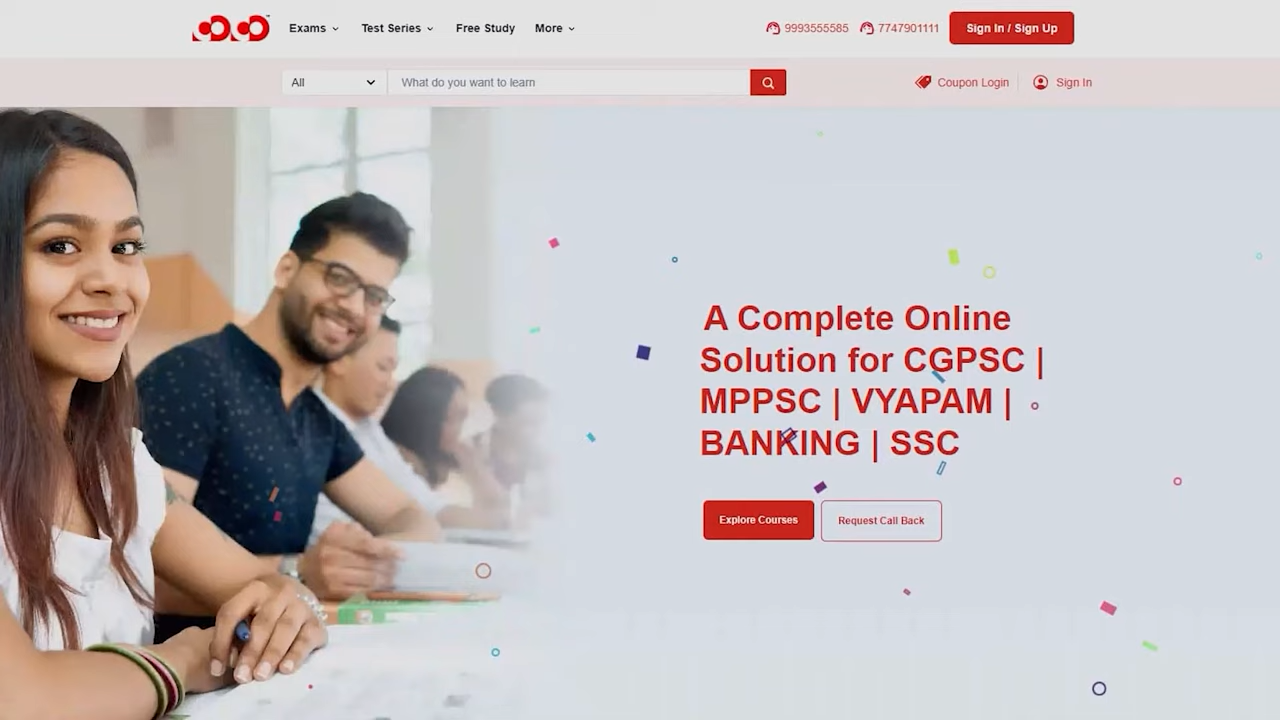 Exams
Test Series
Free Study
More
9993555585
7747901111
Sign In / Sign Up
All
What do you want to learn
Coupon Login
Sign In
A Complete Online
Solution for CGPSC |
MPPSC | VYAPAM |
BANKING | SSC
Explore Courses
Request Call Back